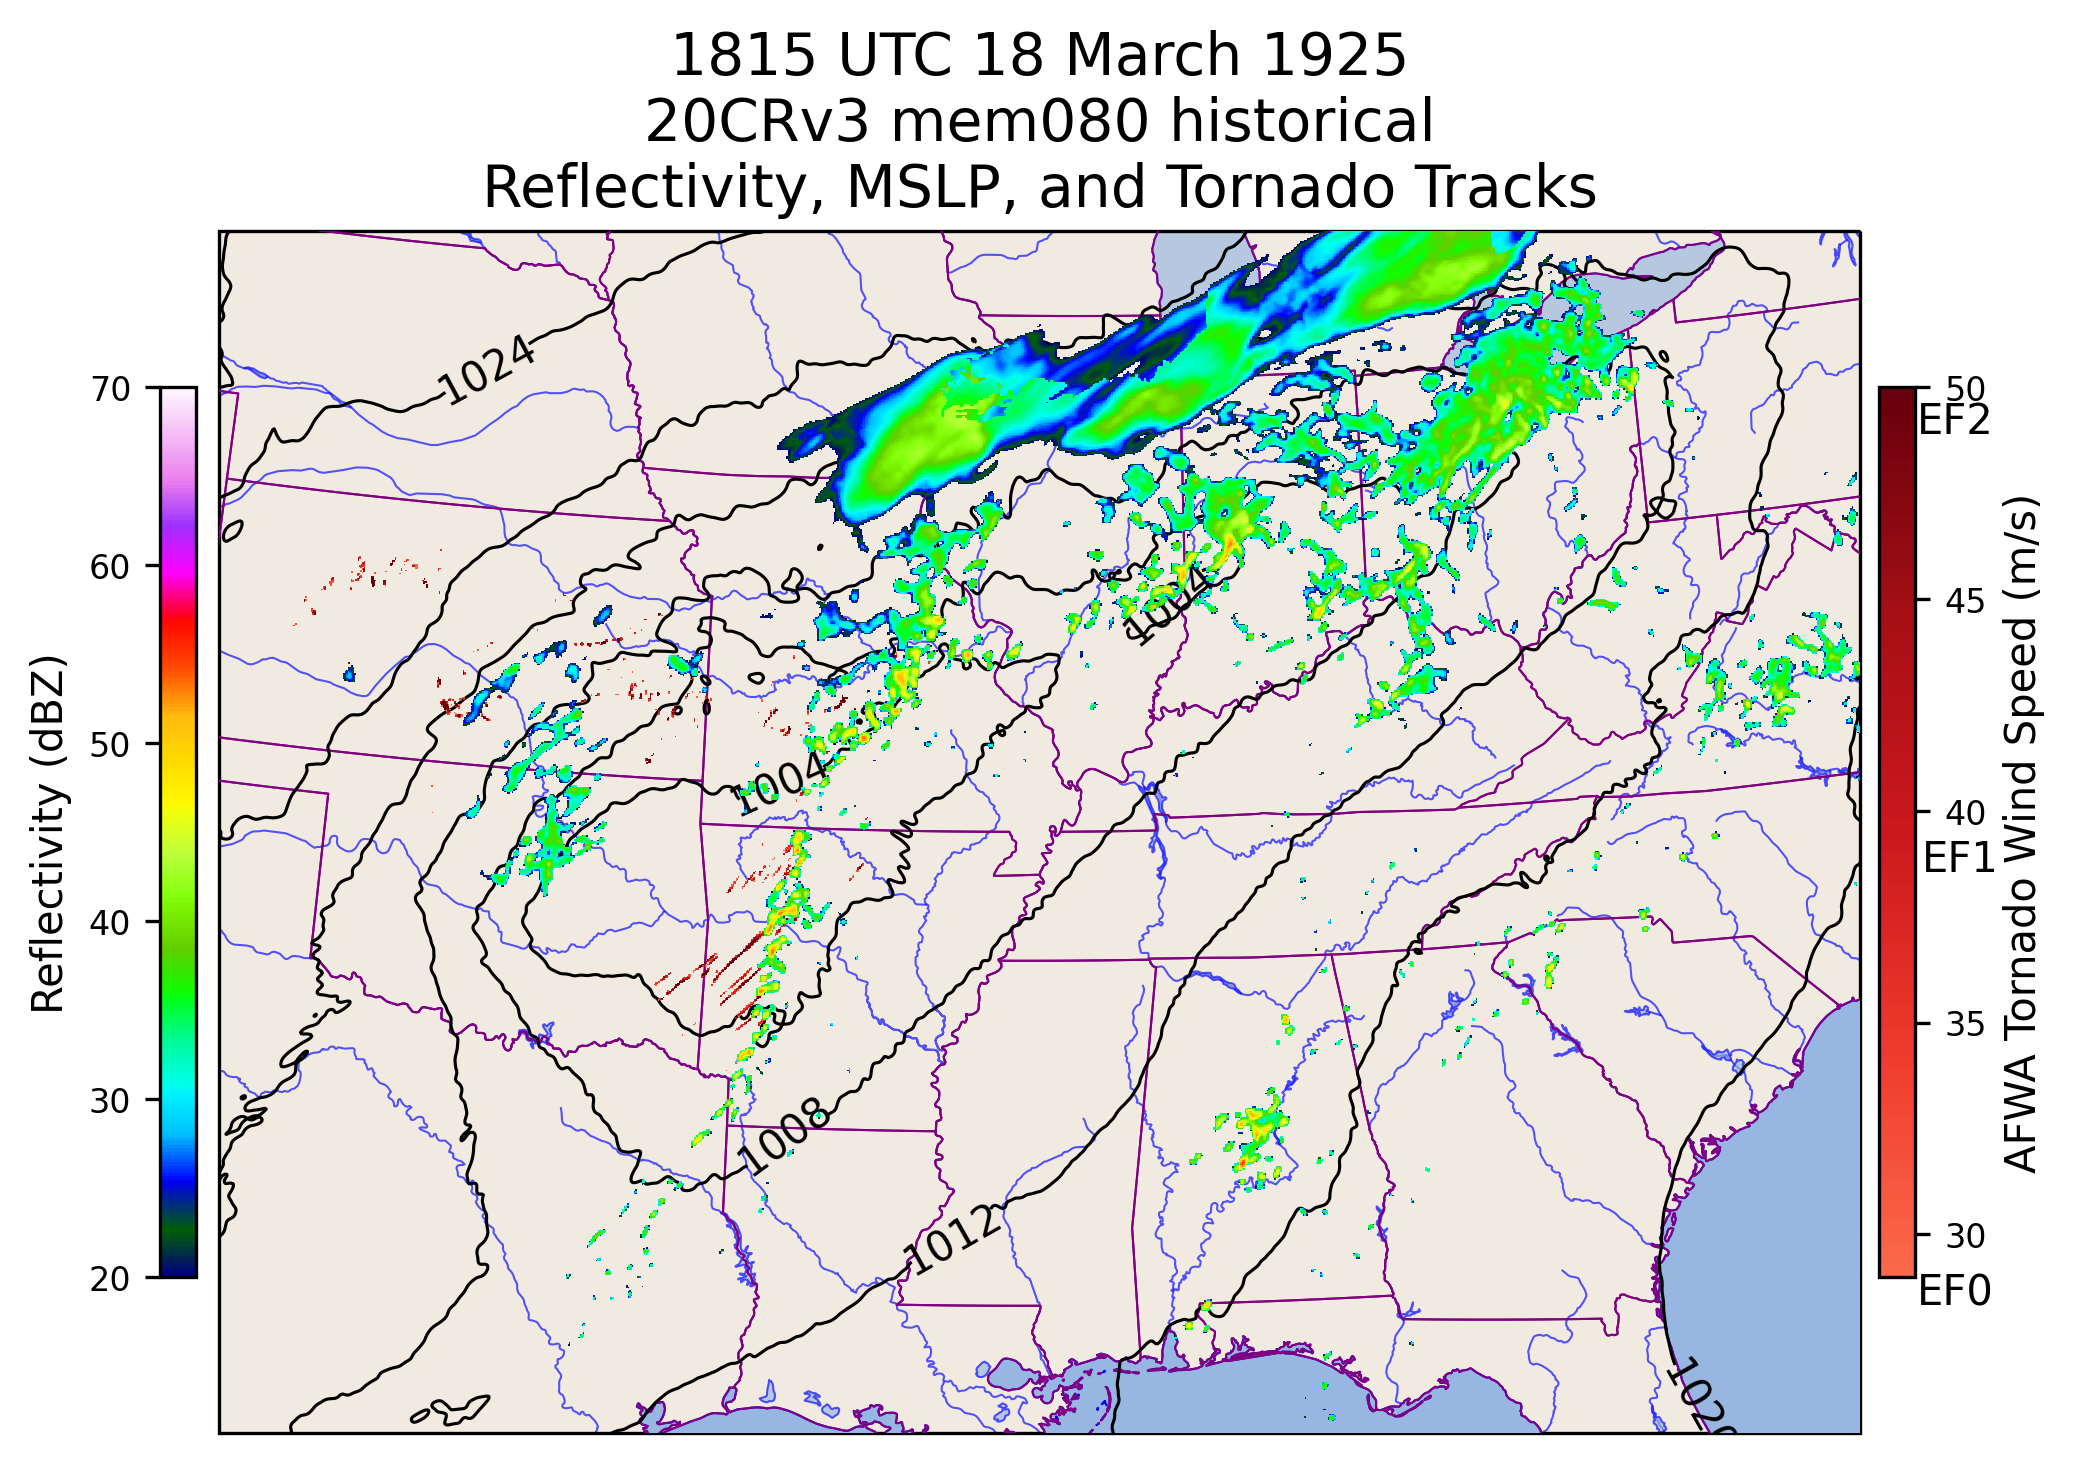 1815 UTC 18 March 1925
20CRv3 mem080 historical
Reflectivity, MSLP, and Tornado Tracks
1024
1004
1004
1008
1012
1020
Reflectivity (dBZ)
70
60
50
40
30
20
50
EF2
45
40
EF1
35
30
EF0
AFWA Tornado Wind Speed (m/s)